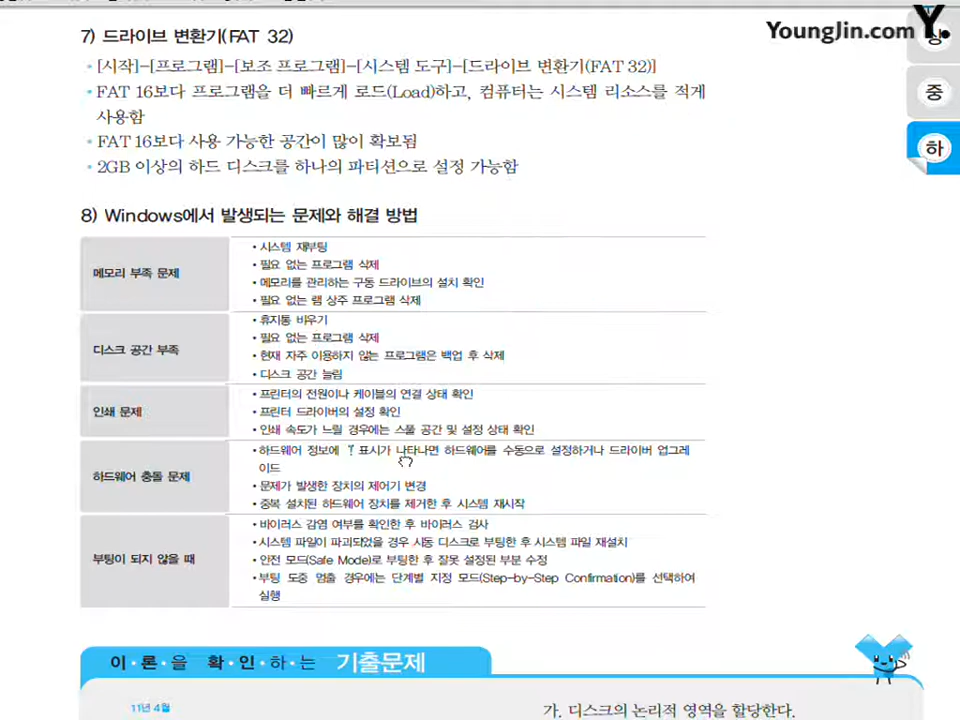 YoungJin.com Y.
상
중
하
7) 드라이브 변환기(FAT 32)
• [시작]-[프로그램]-[보조 프로그램]-[시스템 도구]-[드라이브 변환기(FAT 32)]
• FAT 16보다 프로그램을 더 빠르게 로드(Load)하고, 컴퓨터는 시스템 리소스를 적게
사용함
• FAT 16보다 사용 가능한 공간이 많이 확보됨
• 2GB 이상의 하드 디스크를 하나의 파티션으로 설정 가능함
8) Windows에서 발생되는 문제와 해결 방법
메모리 부족 문제
• 시스템 재부팅
• 필요 없는 프로그램 삭제
• 메모리를 관리하는 구동 드라이브의 설치 확인
• 필요 없는 램 상주 프로그램 삭제
디스크 공간 부족
• 휴지통 비우기
• 필요 없는 프로그램 삭제
• 현재 자주 이용하지 않는 프로그램은 백업 후 삭제
• 디스크 공간 늘림
인쇄 문제
• 프린터의 전원이나 케이블의 연결 상태 확인
• 프린터 드라이버의 설정 확인
• 인쇄 속도가 느릴 경우에는 스풀 공간 및 설정 상태 확인
하드웨어 충돌 문제
• 하드웨어 정보에 '!' 표시가 나타나면 하드웨어를 수동으로 설정하거나 드라이버 업그레
이드
• 문제가 발생한 장치의 제어기 변경
• 중복 설치된 하드웨어 장치를 제거한 후 시스템 재시작
부팅이 되지 않을 때
• 바이러스 감염 여부를 확인한 후 바이러스 검사
• 시스템 파일이 파괴되었을 경우 시동 디스크로 부팅한 후 시스템 파일 재설치
• 안전 모드(Safe Mode)로 부팅한 후 잘못 설정된 부분 수정
• 부팅 도중 멈출 경우에는 단계별 지정 모드(Step-by-Step Confirmation)를 선택하여
실행
이·론·을 확·인·하·는 기출문제
11년 4월
가. 디스크의 논리적 영역을 할당한다.